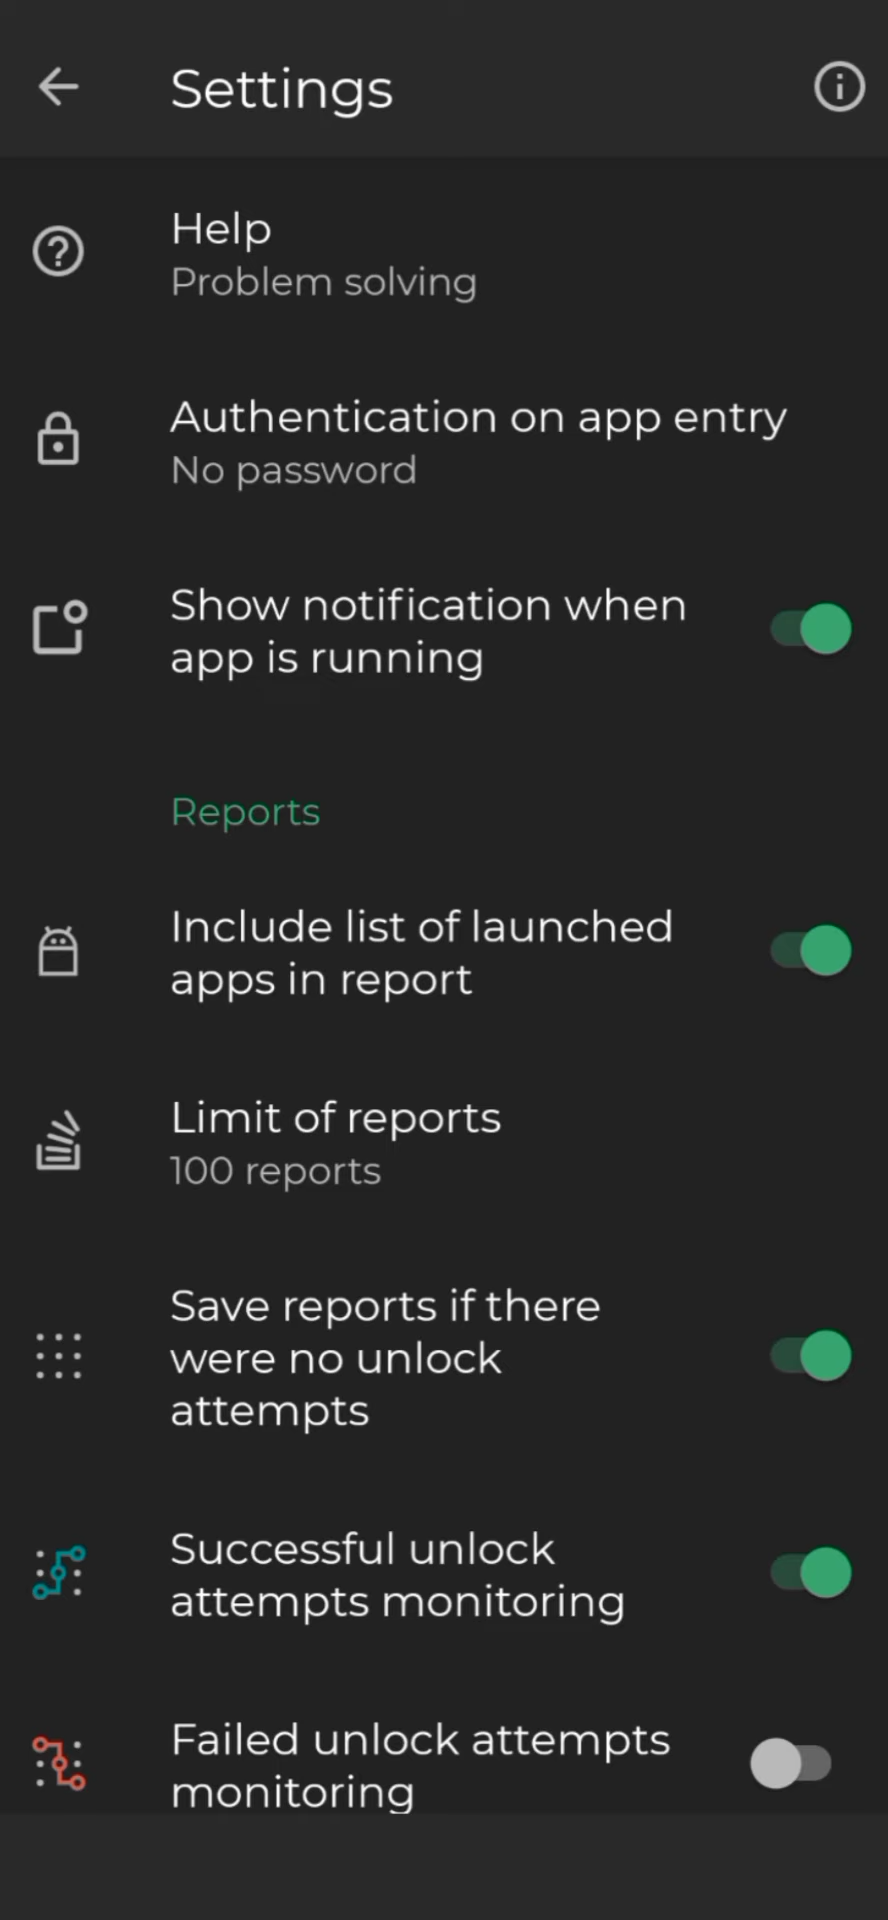 Settings
Help
Problem solving
Authentication on app entry
No password
Show notification when
app is running
Reports
Include list of launched
apps in report
Limit of reports
100 reports
Save reports if there
were no unlock
attempts
Successful unlock
attempts monitoring
Failed unlock attempts
monitoring